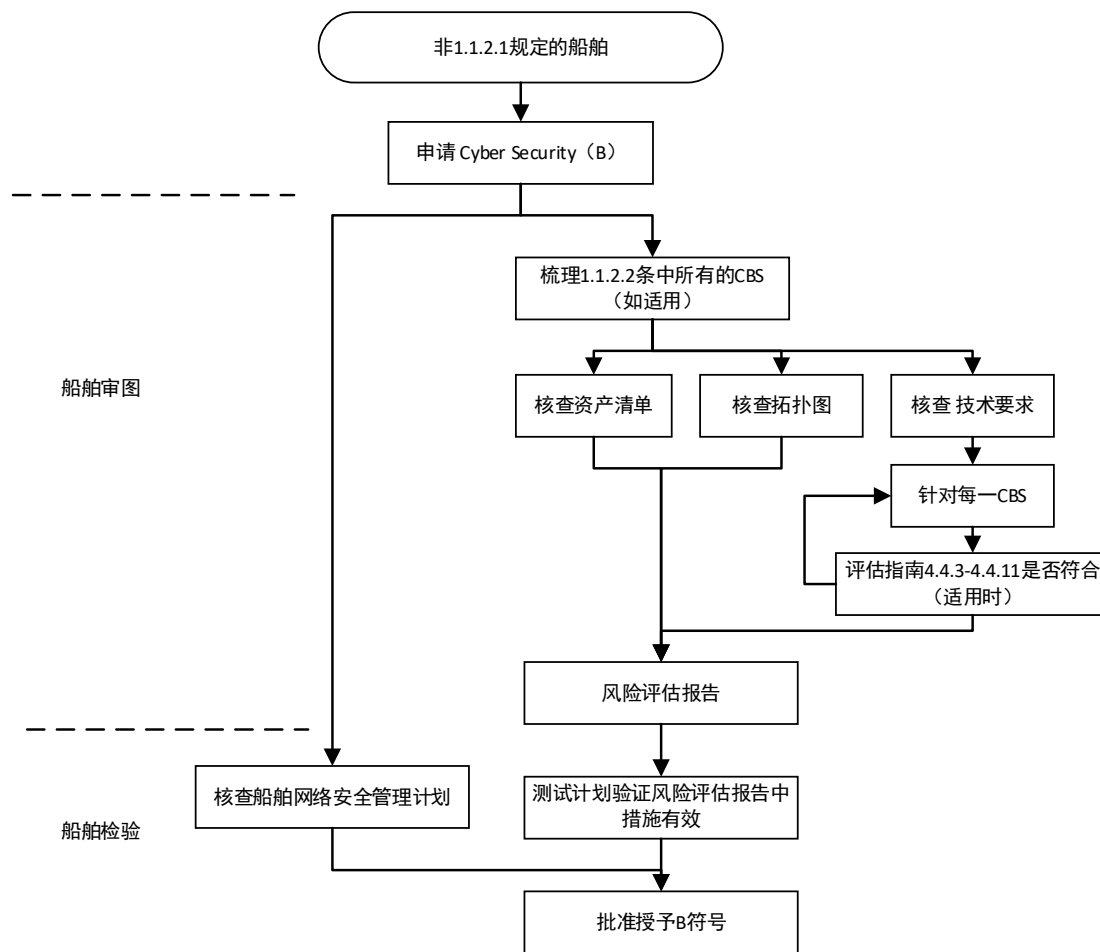 非1.1.2.1规定的船舶
申请 Cyber Security（B）
梳理1.1.2.2条中所有的CBS
（如适用）
船舶审图
核查资产清单
核查拓扑图
核查 技术要求
针对每一CBS
评估指南4.4.3-4.4.11是否符合
（适用时）
风险评估报告
核查船舶网络安全管理计划
测试计划验证风险评估报告中
措施有效
船舶检验
批准授予B符号